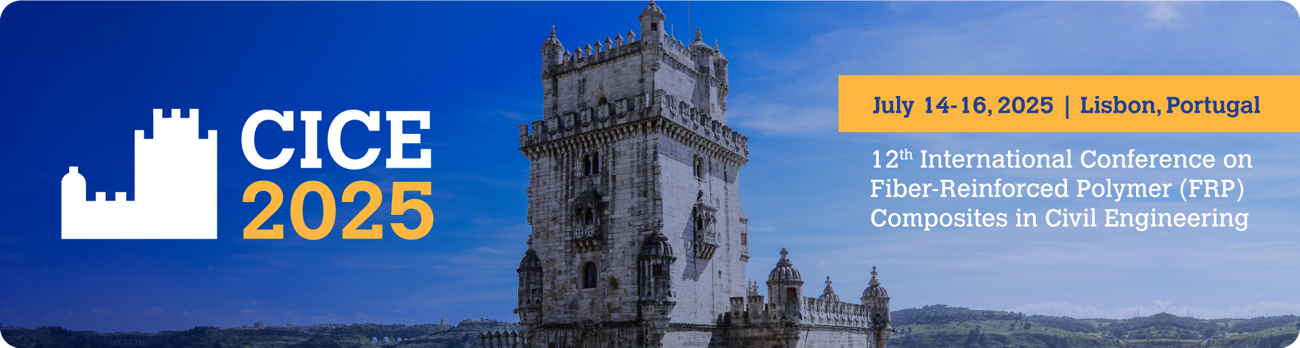 CICE
2025
July 14-16, 2025 | Lisbon, Portugal
12th International Conference on
Fiber-Reinforced Polymer (FRP)
Composites in Civil Engineering